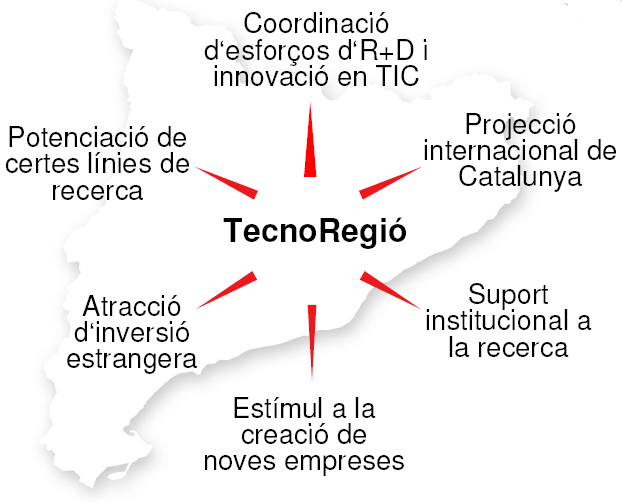 Coordinació
d‘esforços d‘R+D i
innovació en TIC
Potenciació de
certes línies de
recerca
Projecció
internacional de
Catalunya
TecnoRegió
Atracció
d‘inversió
estrangera
Suport
institucional a
la recerca
Estímul a la
creació de
noves empreses